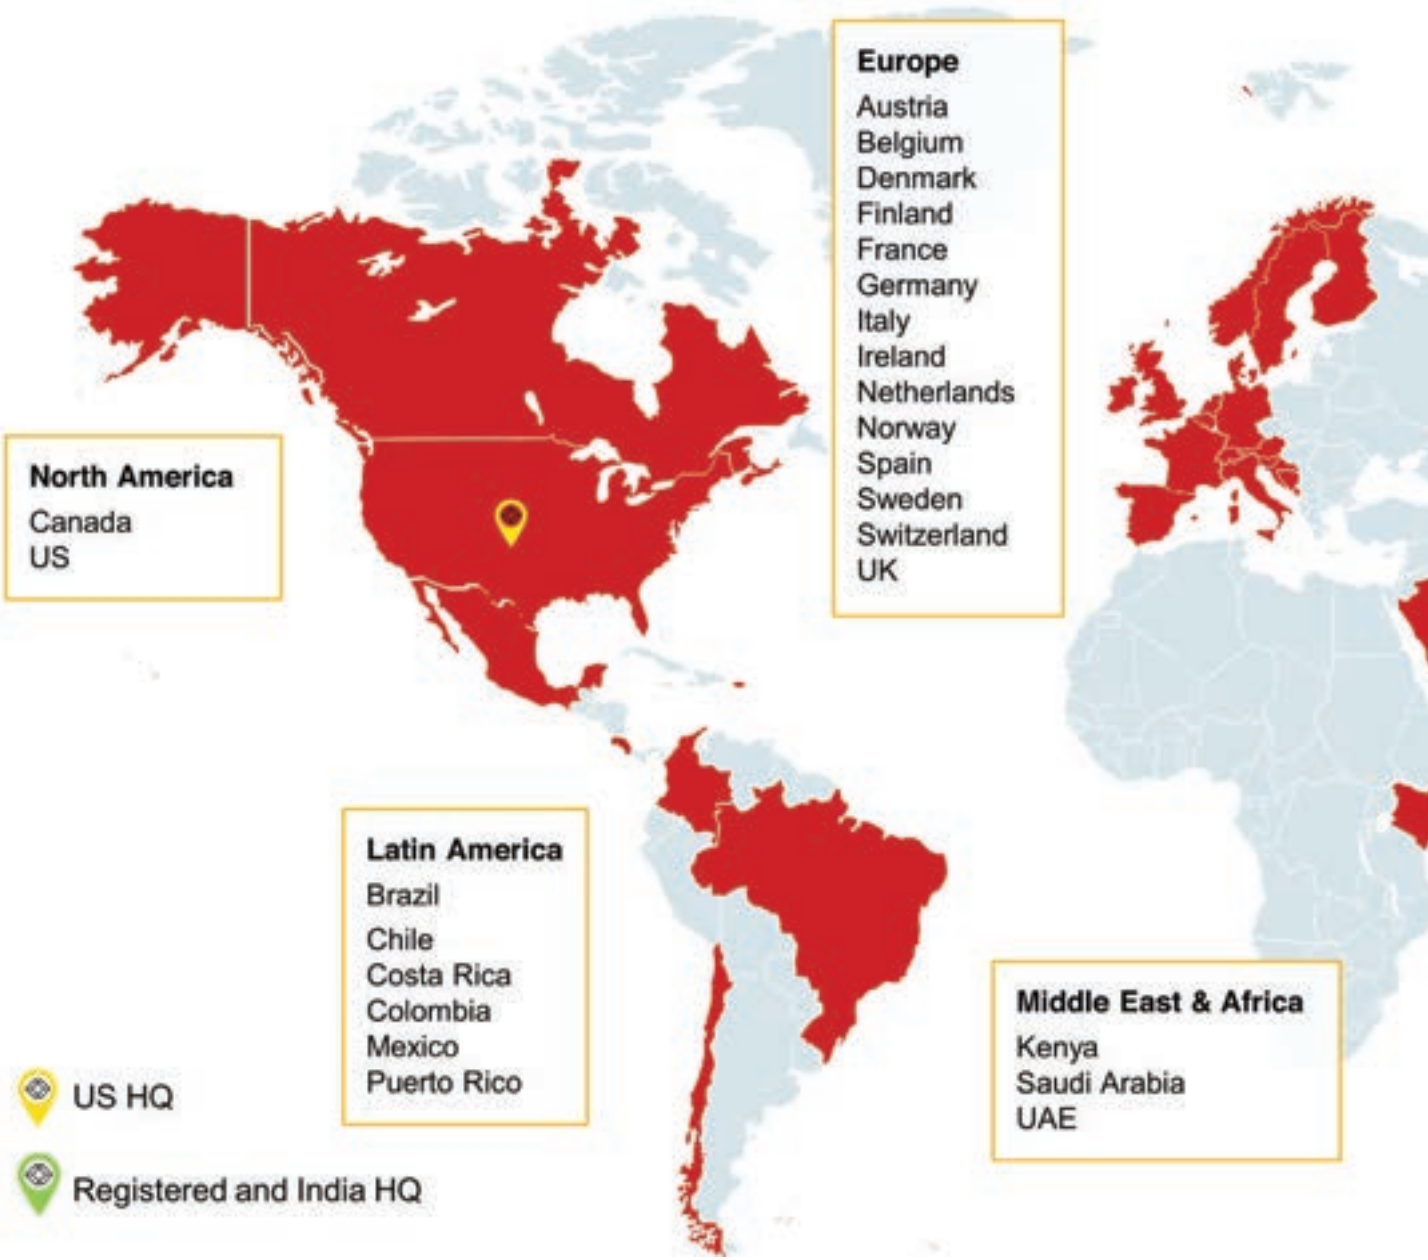 Europe
Austria
Belgium
Denmark
Finland
France
Germany
Italy
Ireland
Netherlands
Norway
Spain
Sweden
Switzerland
UK
North America
Canada
US
Latin America
Brazil
Chile
Costa Rica
Colombia
Mexico
Puerto Rico
Middle East & Africa
Kenya
Saudi Arabia
UAE
US HQ
Registered and India HQ